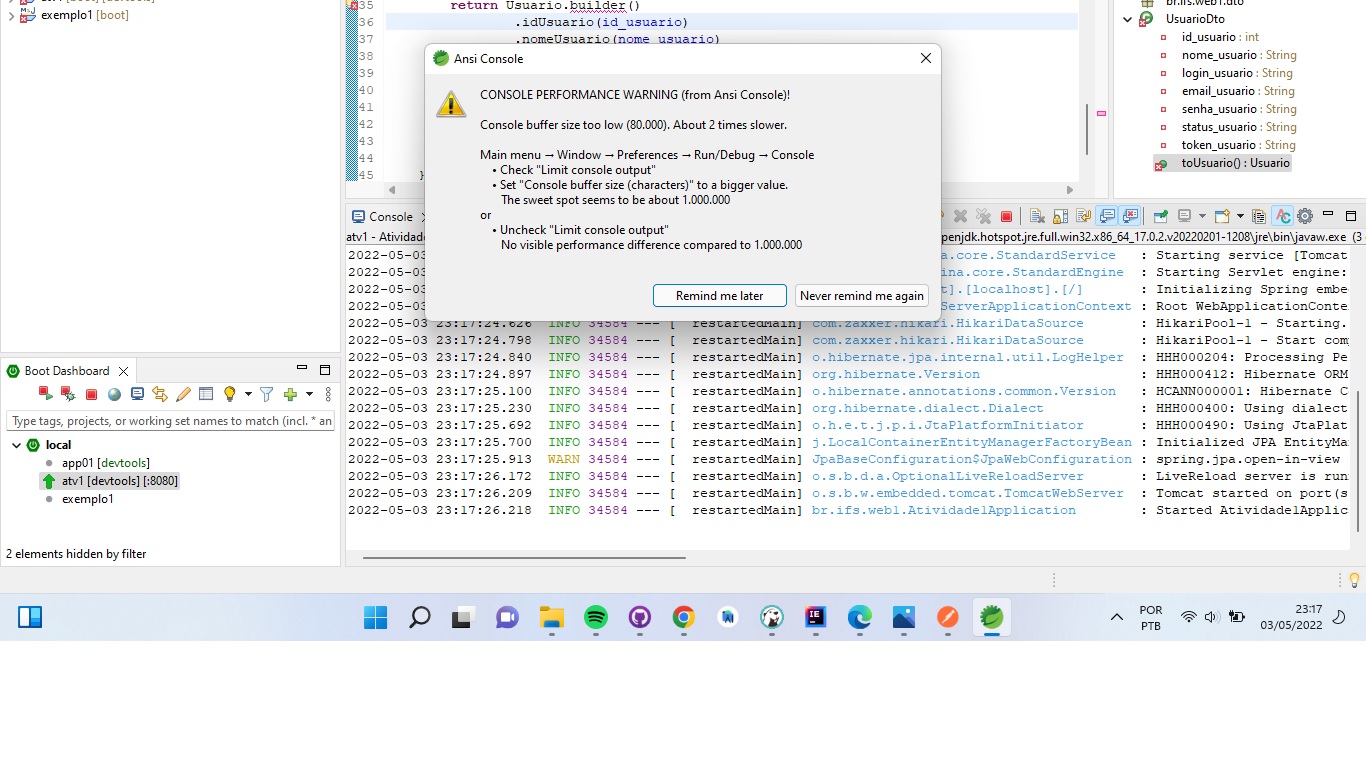 exemplo1 [boot]
35 return Usuario.builder()
36 .idUsuario(id_usuario)
37 .nomeUsuario(nome_usuario)
38
39
40
41
42
43
44
45 }
br.ifs.web1.dto
UsuarioDto
id_usuario : int
nome_usuario : String
login_usuario : String
email_usuario : String
senha_usuario : String
status_usuario : String
token_usuario : String
toUsuario() : Usuario
Ansi Console
CONSOLE PERFORMANCE WARNING (from Ansi Console)!
Console buffer size too low (80.000). About 2 times slower.
Main menu → Window → Preferences → Run/Debug → Console
• Check "Limit console output"
• Set "Console buffer size (characters)" to a bigger value.
The sweet spot seems to be about 1.000.000
or
• Uncheck "Limit console output"
No visible performance difference compared to 1.000.000
Remind me later Never remind me again
Console
atv1 - Atividad penjdk.hotspot.jre.full.win32.x86_64_17.0.2.v20220201-1208\jre\bin\javaw.exe (3
2022-05-03 a.core.StandardService : Starting service [Tomcat
2022-05-03 ina.core.StandardEngine : Starting Servlet engine:
2022-05-03 t].[localhost].[/] : Initializing Spring embe
2022-05-03 ServerApplicationContext : Root WebApplicationConte
2022-05-03 23:17:24.626 INFO 34584 --- [ restartedMain] com.zaxxer.hikari.HikariDataSource : HikariPool-1 - Starting.
2022-05-03 23:17:24.798 INFO 34584 --- [ restartedMain] com.zaxxer.hikari.HikariDataSource : HikariPool-1 - Start com
2022-05-03 23:17:24.840 INFO 34584 --- [ restartedMain] o.hibernate.jpa.internal.util.LogHelper : HHH000204: Processing Pe
2022-05-03 23:17:24.897 INFO 34584 --- [ restartedMain] org.hibernate.Version : HHH000412: Hibernate ORM
2022-05-03 23:17:25.100 INFO 34584 --- [ restartedMain] o.hibernate.annotations.common.Version : HCANN000001: Hibernate C
2022-05-03 23:17:25.230 INFO 34584 --- [ restartedMain] org.hibernate.dialect.Dialect : HHH000400: Using dialect
2022-05-03 23:17:25.692 INFO 34584 --- [ restartedMain] o.h.e.t.j.p.i.JtaPlatformInitiator : HHH000490: Using JtaPlat
2022-05-03 23:17:25.700 INFO 34584 --- [ restartedMain] j.LocalContainerEntityManagerFactoryBean : Initialized JPA EntityMa
2022-05-03 23:17:25.913 WARN 34584 --- [ restartedMain] JpaBaseConfiguration$JpaWebConfiguration : spring.jpa.open-in-view
2022-05-03 23:17:26.172 INFO 34584 --- [ restartedMain] o.s.b.d.a.OptionalLiveReloadServer : LiveReload server is run
2022-05-03 23:17:26.209 INFO 34584 --- [ restartedMain] o.s.b.w.embedded.tomcat.TomcatWebServer : Tomcat started on port(s
2022-05-03 23:17:26.218 INFO 34584 --- [ restartedMain] br.ifs.web1.Atividade1Application : Started Atividade1Applic
Boot Dashboard
Type tags, projects, or working set names to match (incl. * an
local
app01 [devtools]
atv1 [devtools] [:8080]
exemplo1
2 elements hidden by filter
POR
PTB
23:17
03/05/2022